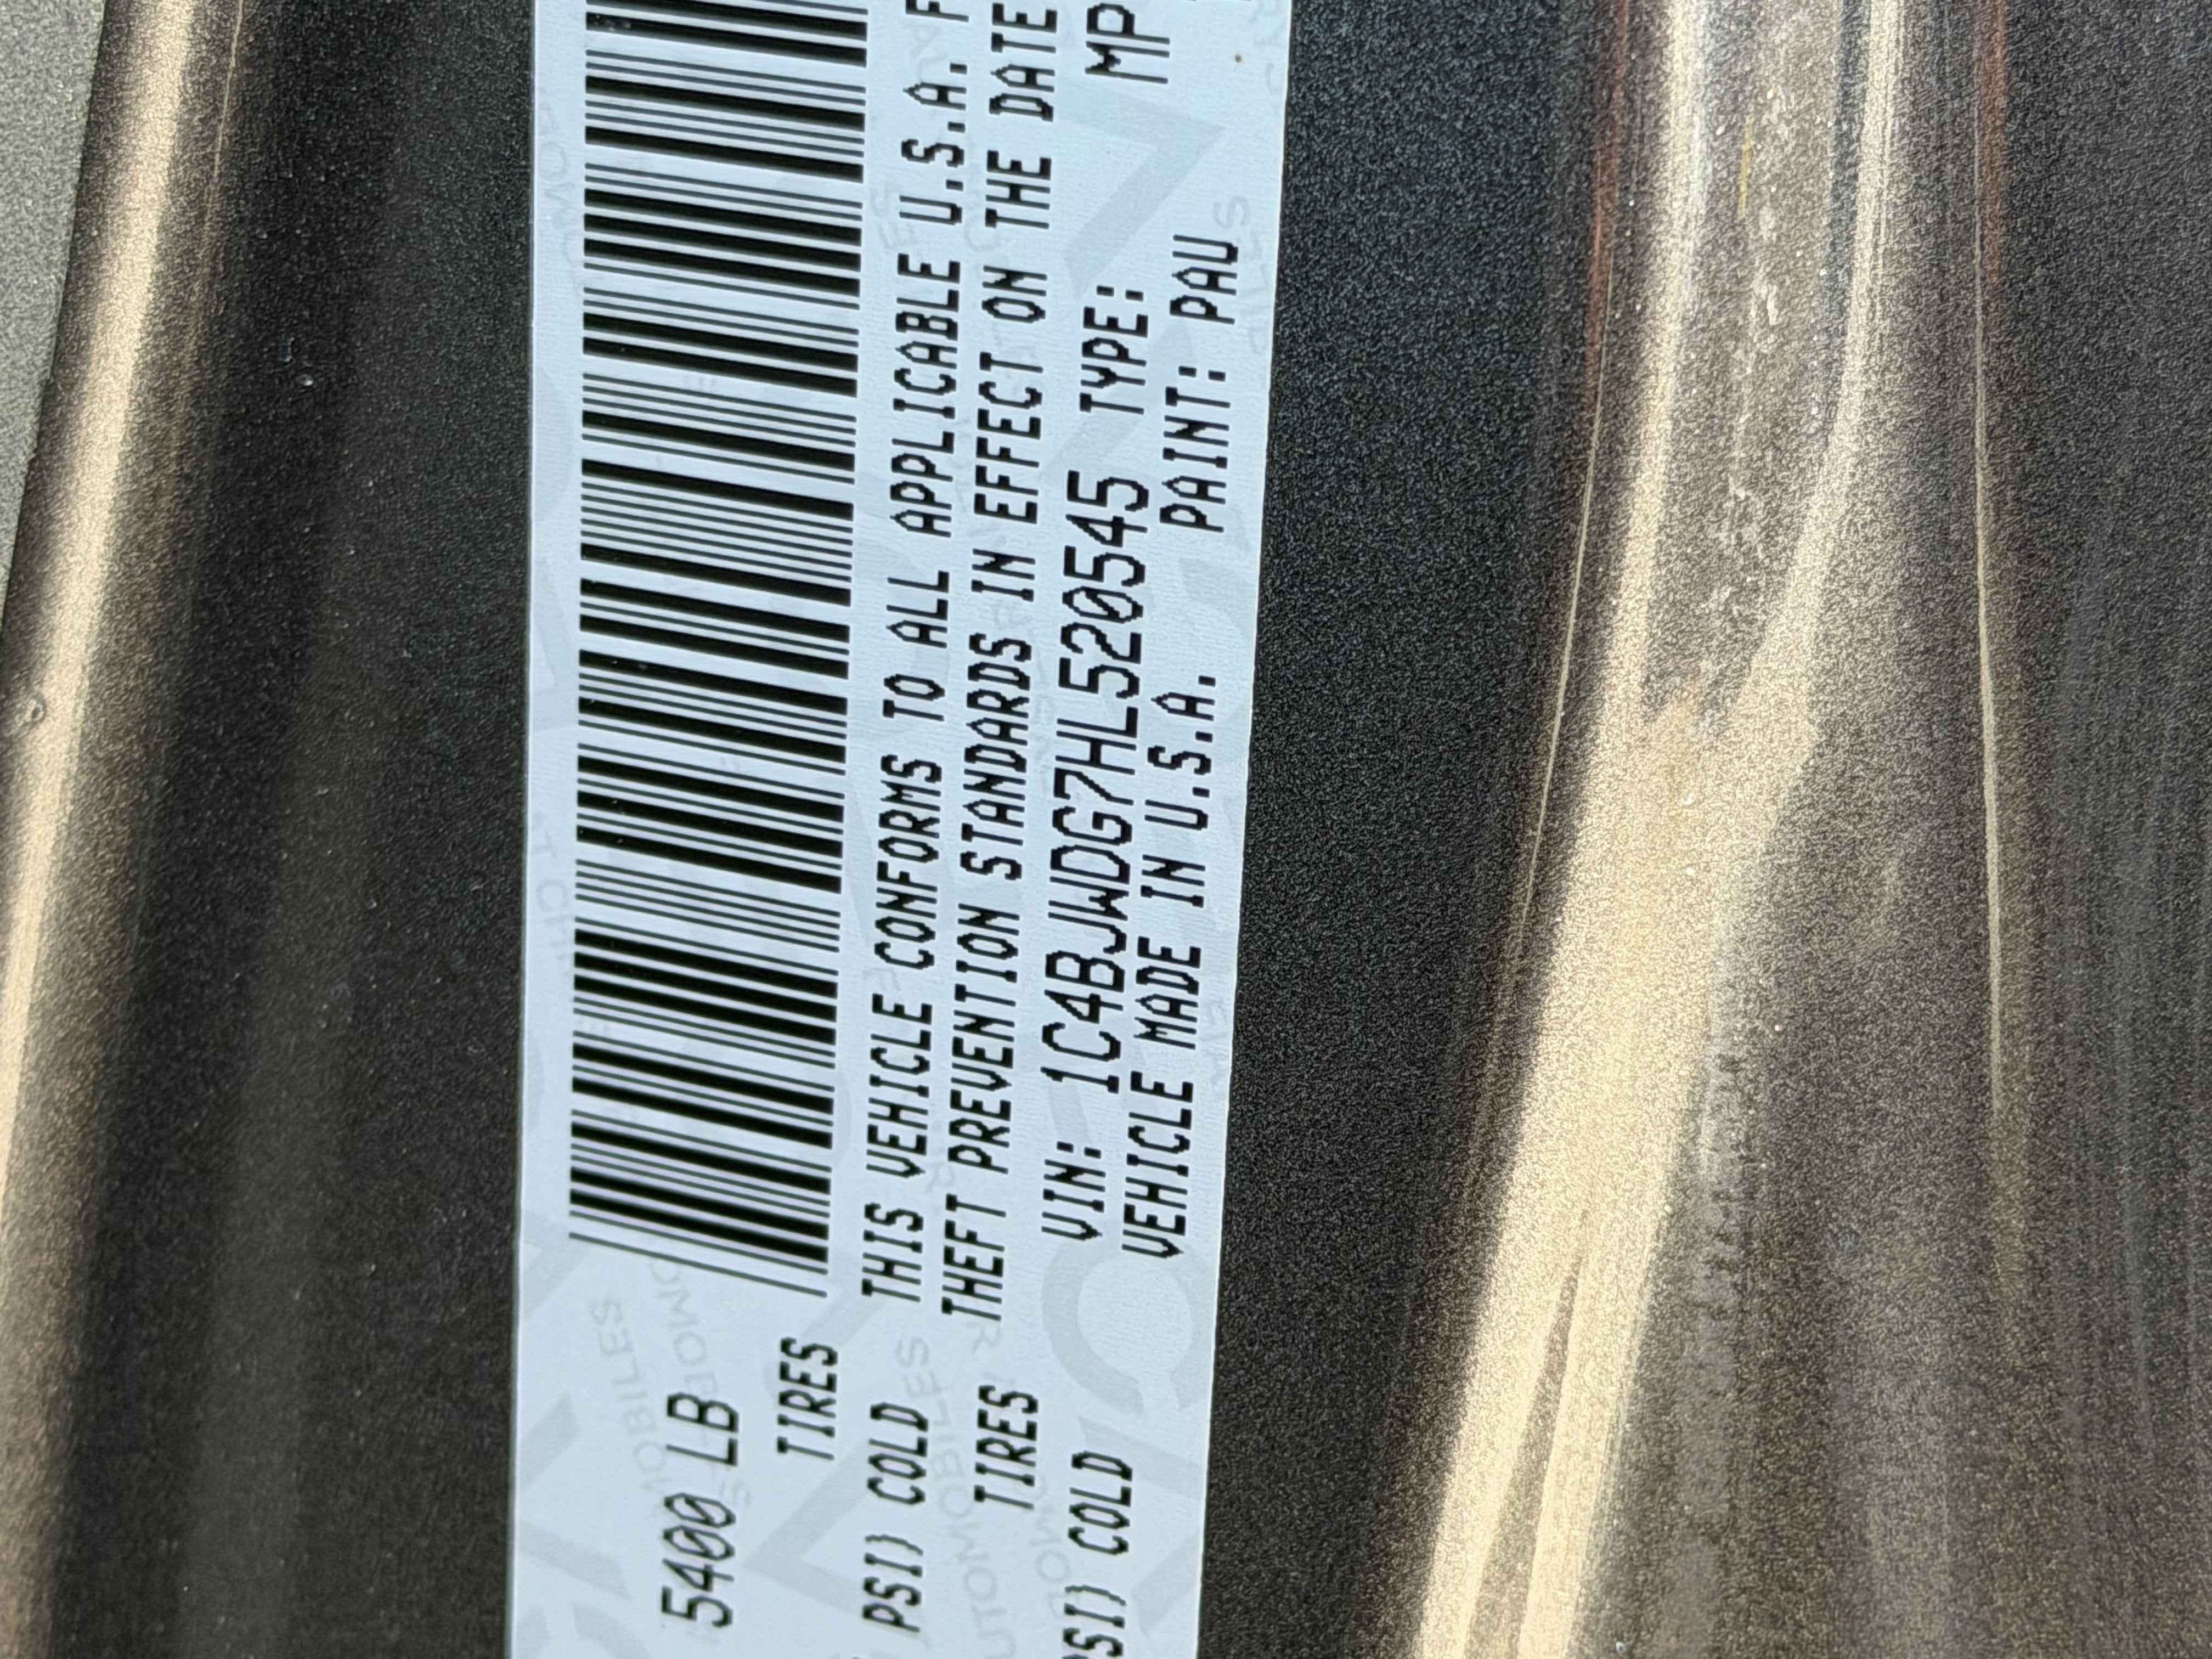 5400 LB
TIRES
PSI) COLD
TIRES
PSI) COLD
THIS VEHICLE CONFORMS TO ALL APPLICABLE U.S.A. F
THEFT PREVENTION STANDARDS IN EFFECT ON THE DATE
VIN: 1C4BJWDG7HL520545 TYPE: MP
VEHICLE MADE IN U.S.A. PAINT: PAU